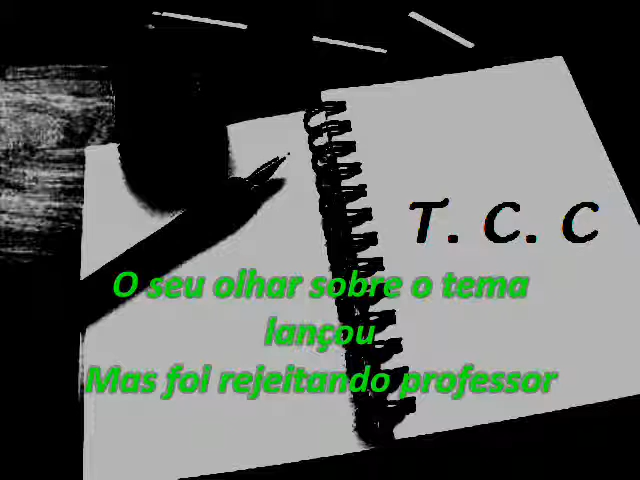 T. C. C
O seu olhar sobre o tema
lançou
Mas foi rejeitando professor